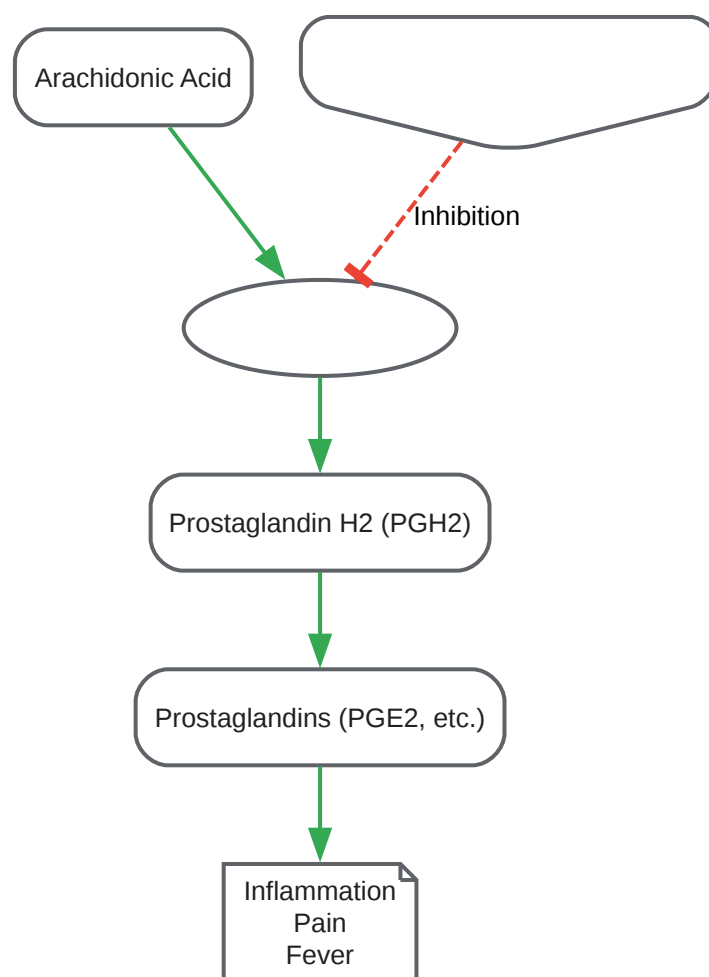 Arachidonic Acid
Inhibition
Prostaglandin H2 (PGH2)
Prostaglandins (PGE2, etc.)
Inflammation
Pain
Fever